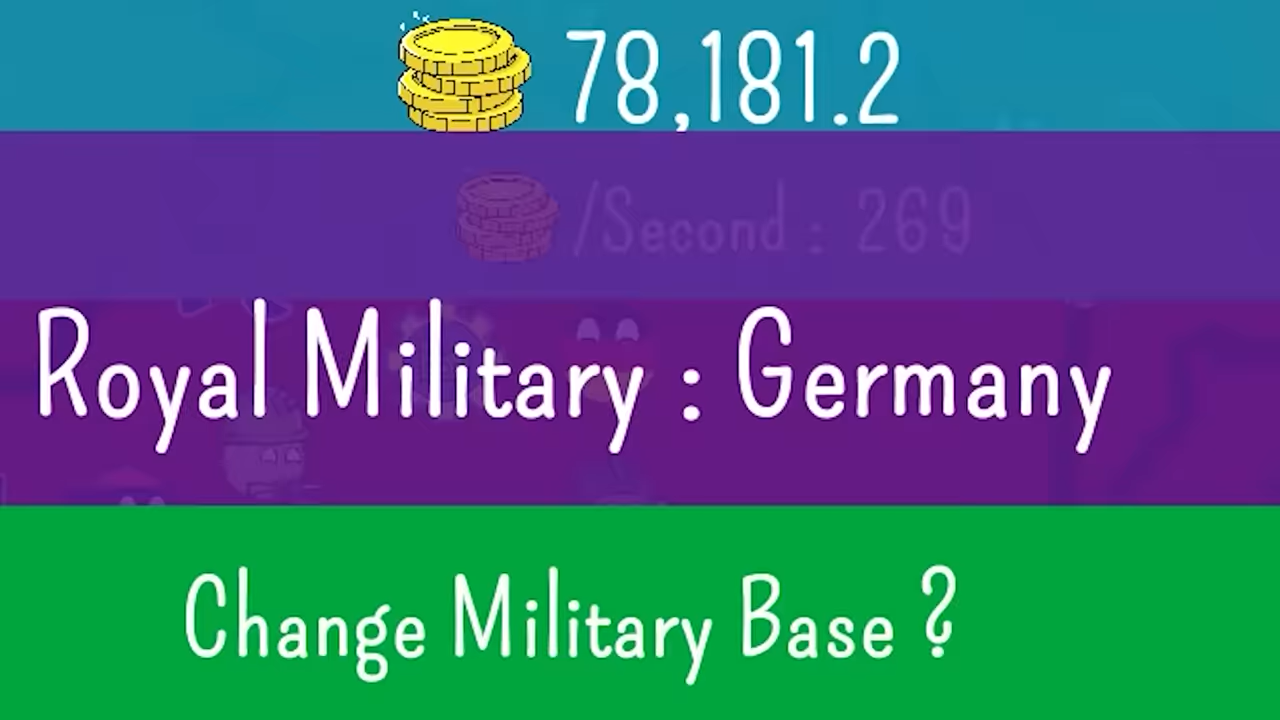 78,181.2
/Second : 269
Royal Military : Germany
Change Military Base ?